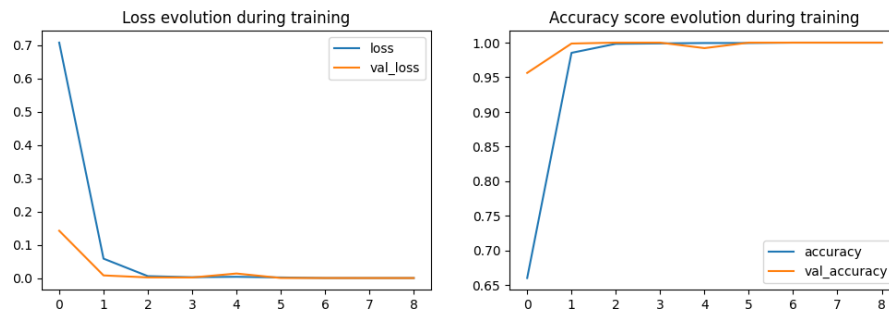 Loss evolution during training
0.7
0.6
0.5
0.4
0.3
0.2
0.1
0.0
loss
val_loss
0 1 2 3 4 5 6 7 8
Accuracy score evolution during training
1.00
0.95
0.90
0.85
0.80
0.75
0.70
0.65
accuracy
val_accuracy
0 1 2 3 4 5 6 7 8